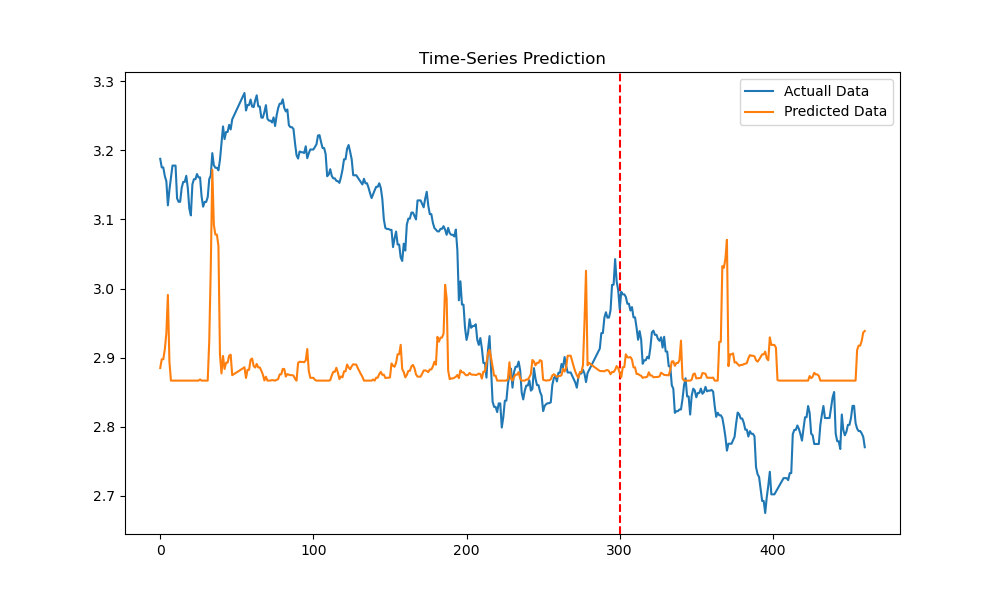 Time-Series Prediction
Actuall Data
Predicted Data
3.3
3.2
3.1
3.0
2.9
2.8
2.7
0 100 200 300 400